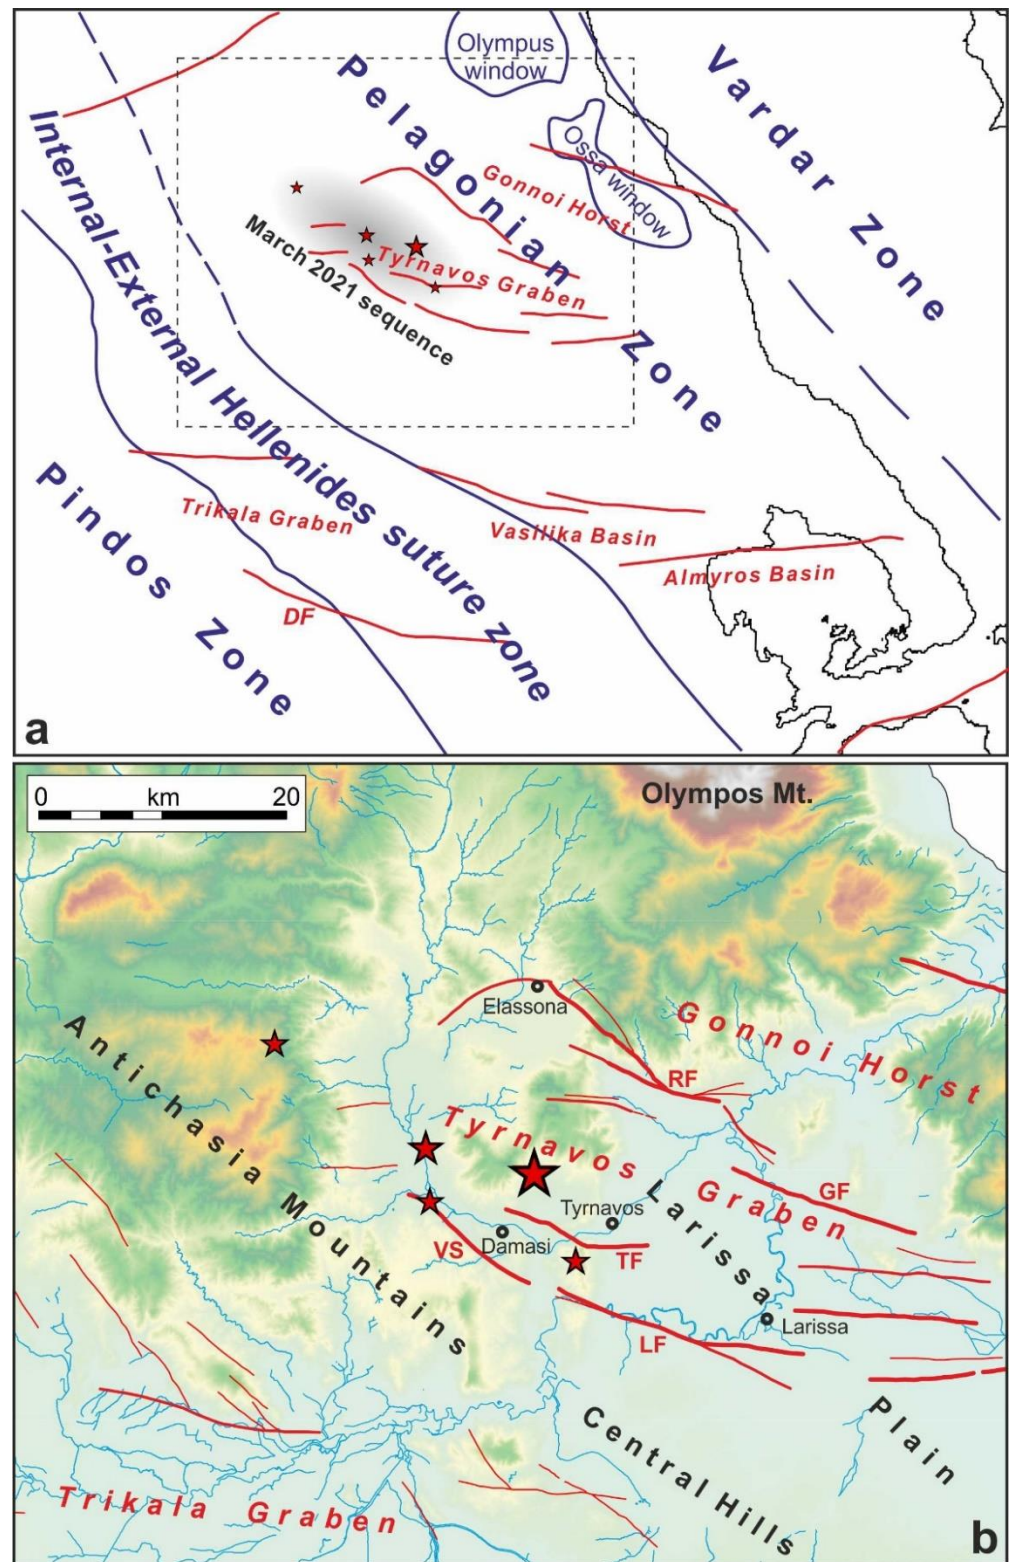 Olympus
window
Vardar Zone
Pelagonian Zone
Ossa window
Gonnoi Horst
Internal-External Hellenides suture zone
March 2021 sequence
Tyrnavos Graben
Pindos Zone
Trikala Graben
Vasilika Basin
Almyros Basin
DF
a
0 km 20
Olympos Mt.
Elassona
Gonnoi Horst
RF
Antichasia Mountains
Tyrnavos Graben
GF
Tyrnavos
Larissa Plain
Damasi
VS
TF
Larissa
LF
Central Hills
Trikala Graben
b